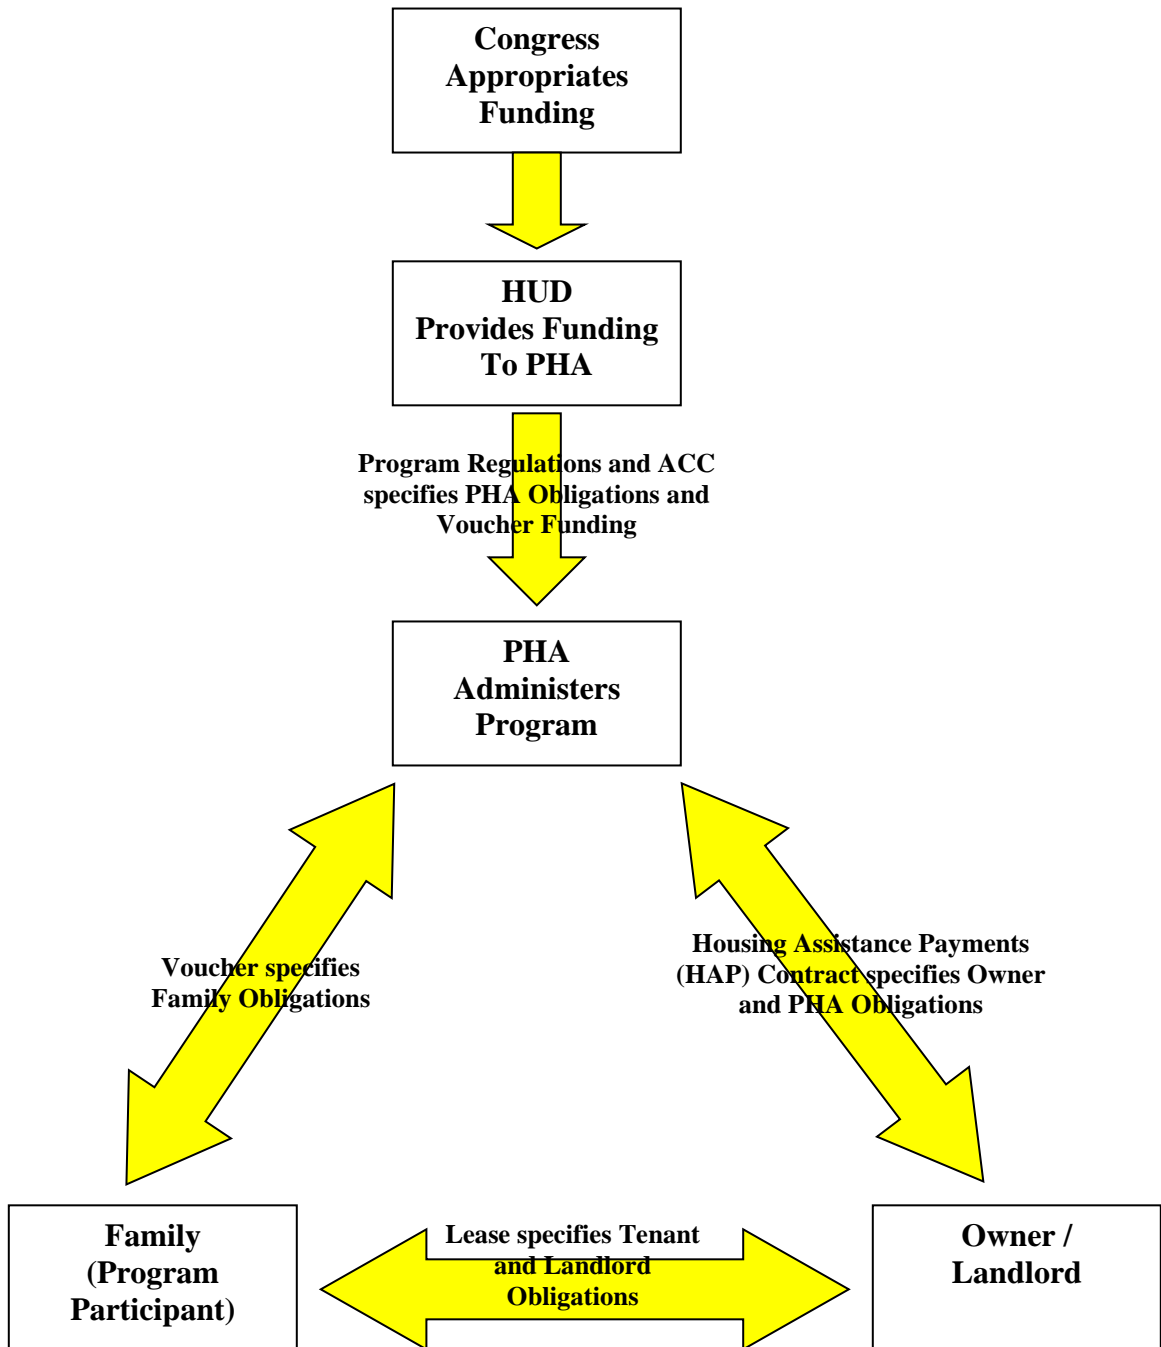 Congress
Appropriates
Funding
HUD
Provides Funding
To PHA
Program Regulations and ACC
specifies PHA Obligations and
Voucher Funding
PHA
Administers
Program
Voucher specifies
Family Obligations
Housing Assistance Payments
(HAP) Contract specifies Owner
and PHA Obligations
Family
(Program
Participant)
Lease specifies Tenant
and Landlord
Obligations
Owner /
Landlord